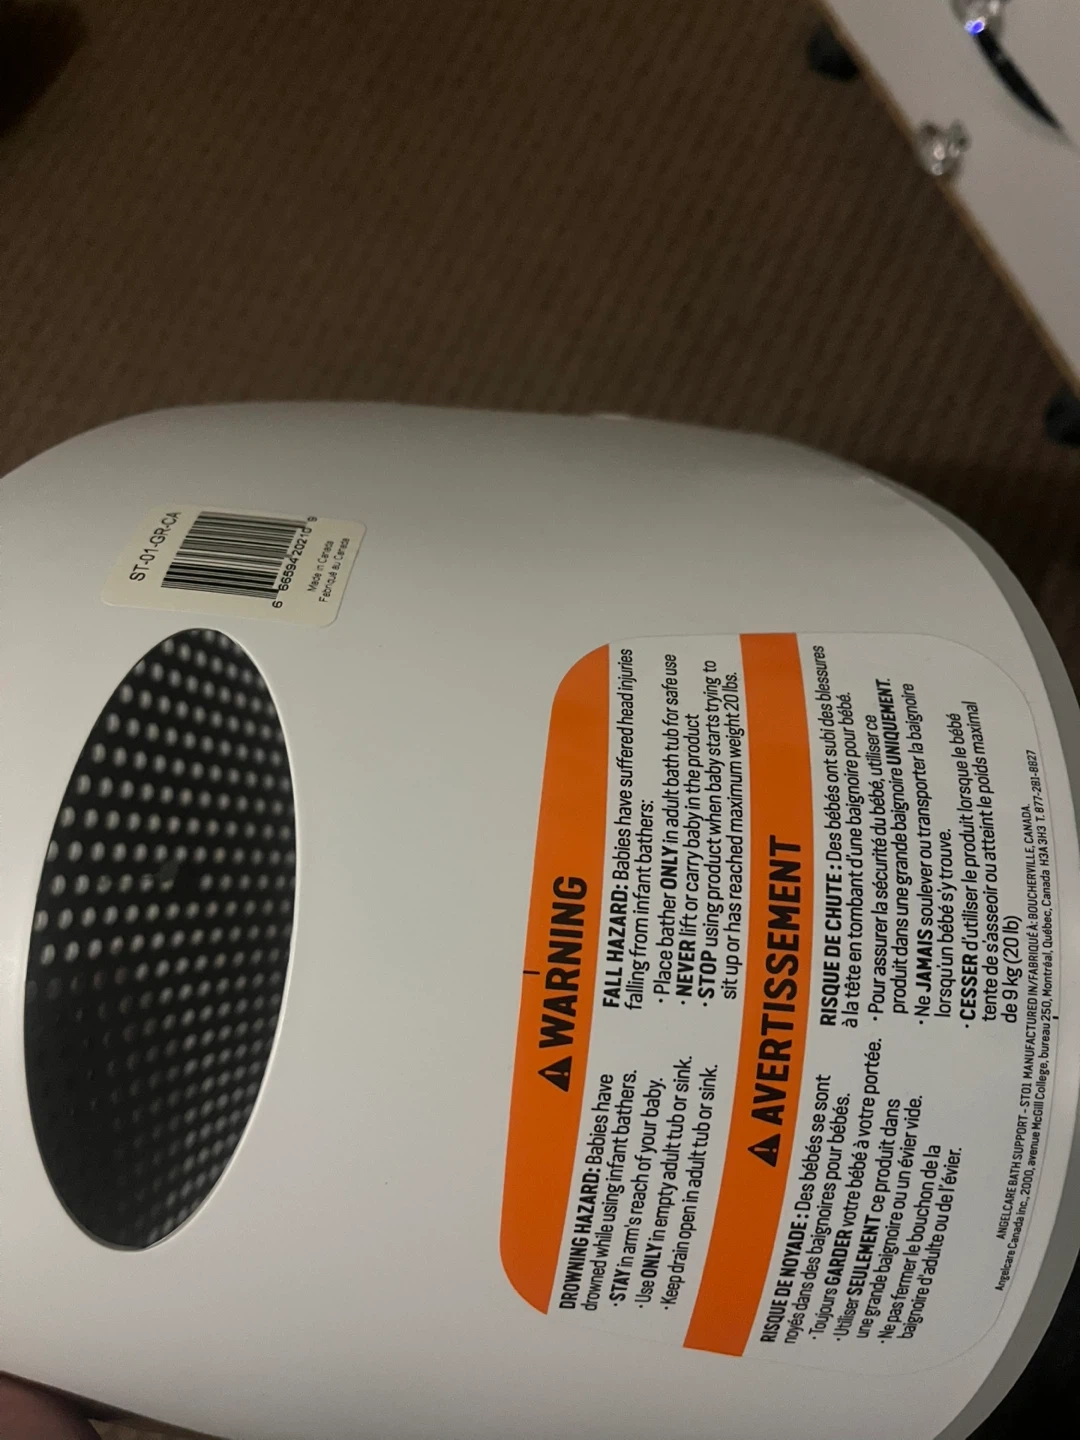 ST-01-GR-CA
6 66594 20210 9
Made in Canada
Fabriqué au Canada
⚠ WARNING
DROWNING HAZARD: Babies have
drowned while using infant bathers.
· STAY in arm's reach of your baby.
· Use ONLY in empty adult tub or sink.
· Keep drain open in adult tub or sink.
FALL HAZARD: Babies have suffered head injuries
falling from infant bathers:
· Place bather ONLY in adult bath tub for safe use
· NEVER lift or carry baby in the product
· STOP using product when baby starts trying to
sit up or has reached maximum weight 20 lbs.
⚠ AVERTISSEMENT
RISQUE DE NOYADE : Des bébés se sont
noyés dans des baignoires pour bébés.
· Toujours GARDER votre bébé à votre portée.
· Utiliser SEULEMENT ce produit dans
une grande baignoire ou un évier vide.
· Ne pas fermer le bouchon de la
baignoire d'adulte ou de l'évier.
RISQUE DE CHUTE : Des bébés ont subi des blessures
à la tête en tombant d'une baignoire pour bébé.
· Pour assurer la sécurité du bébé, utiliser ce
produit dans une grande baignoire UNIQUEMENT.
· Ne JAMAIS soulever ou transporter la baignoire
lorsqu'un bébé s'y trouve.
· CESSER d'utiliser le produit lorsque le bébé
tente de s'asseoir ou atteint le poids maximal
de 9 kg (20 lb)
ANGELCARE BATH SUPPORT - ST01 MANUFACTURED IN/FABRIQUÉ À: BOUCHERVILLE, CANADA.
Angelcare Canada Inc., 2000, avenue McGill College, bureau 250, Montréal, Québec, Canada H3A 3H3 T. 877-281-8827